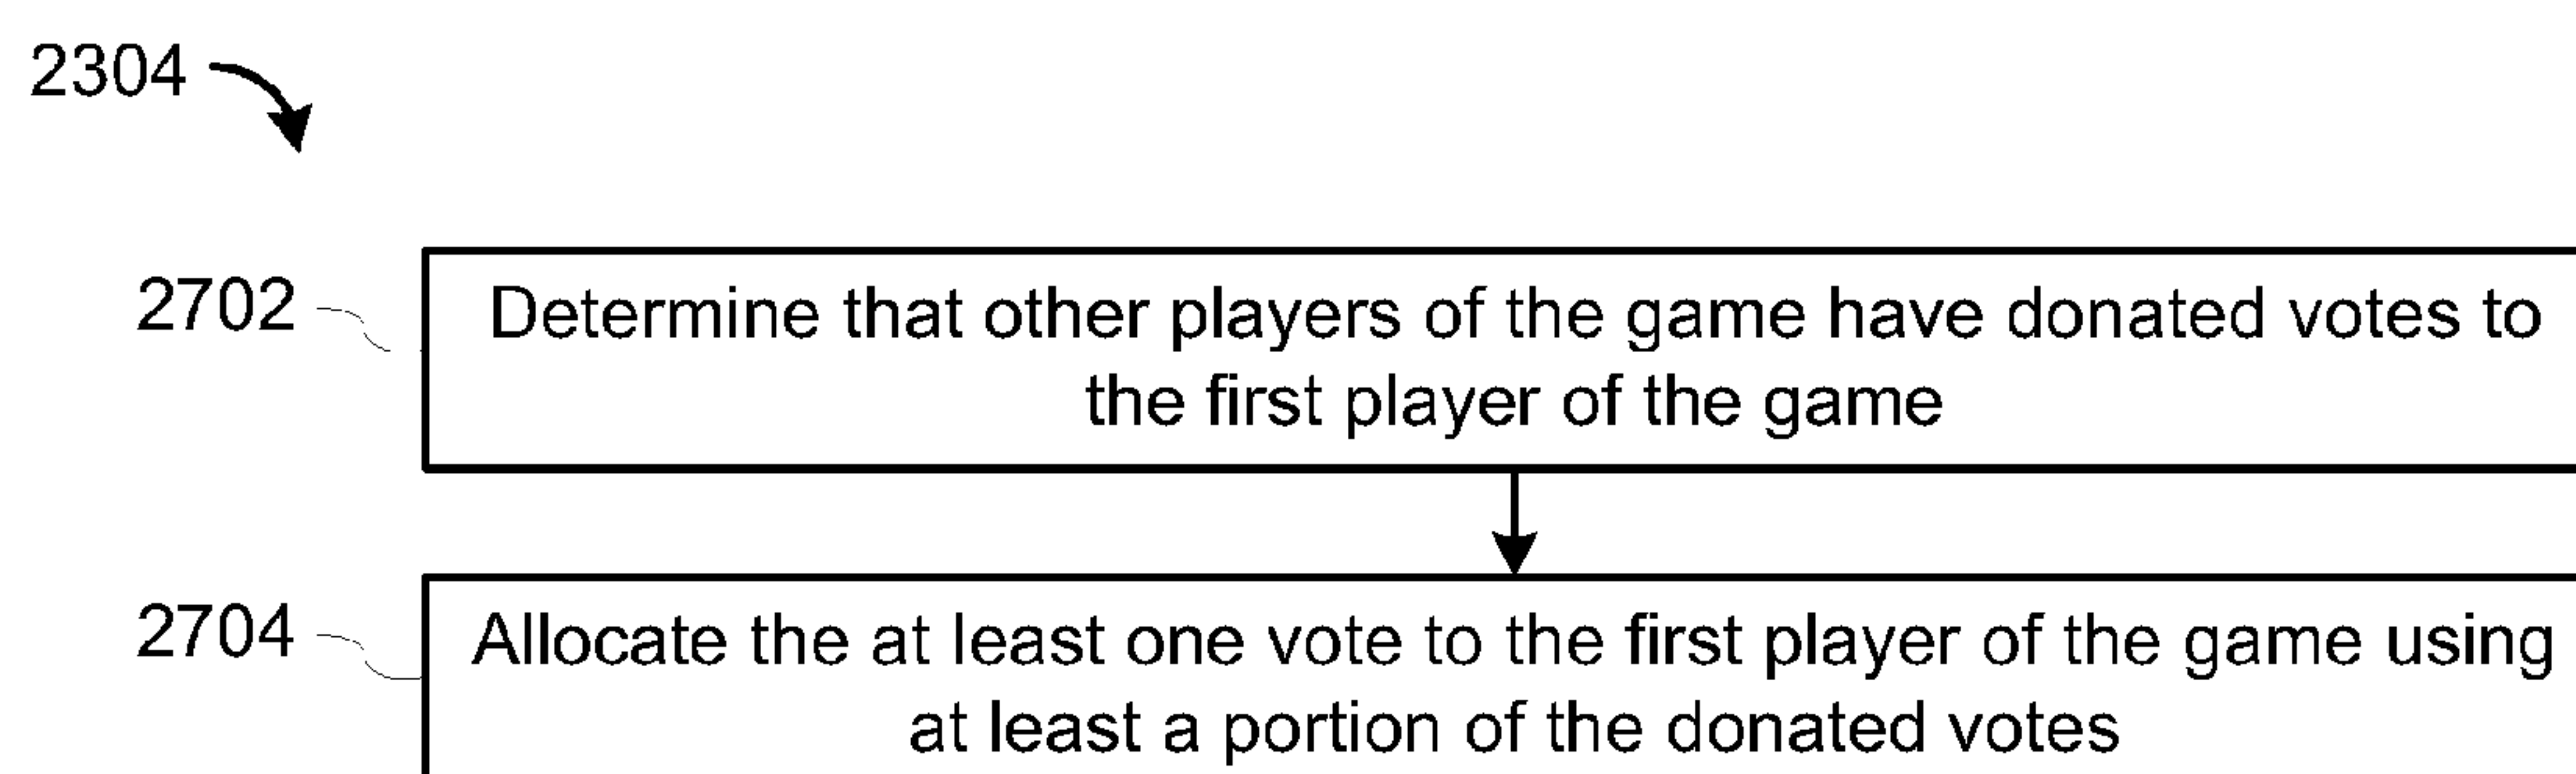 2304
2702
Determine that other players of the game have donated votes to
the first player of the game
2704
Allocate the at least one vote to the first player of the game using
at least a portion of the donated votes